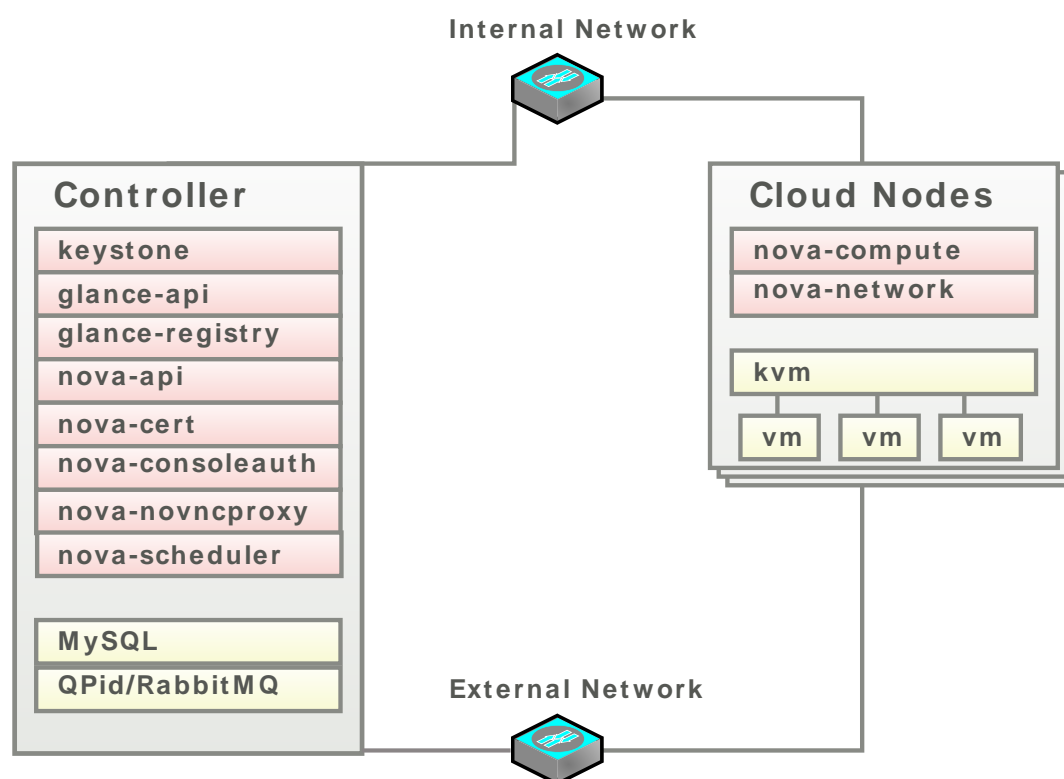 Internal Network
Controller
keystone
glance-api
glance-registry
nova-api
nova-cert
nova-consoleauth
nova-novncproxy
nova-scheduler
MySQL
QPid/RabbitMQ
Cloud Nodes
nova-compute
nova-network
kvm
vm vm vm
External Network